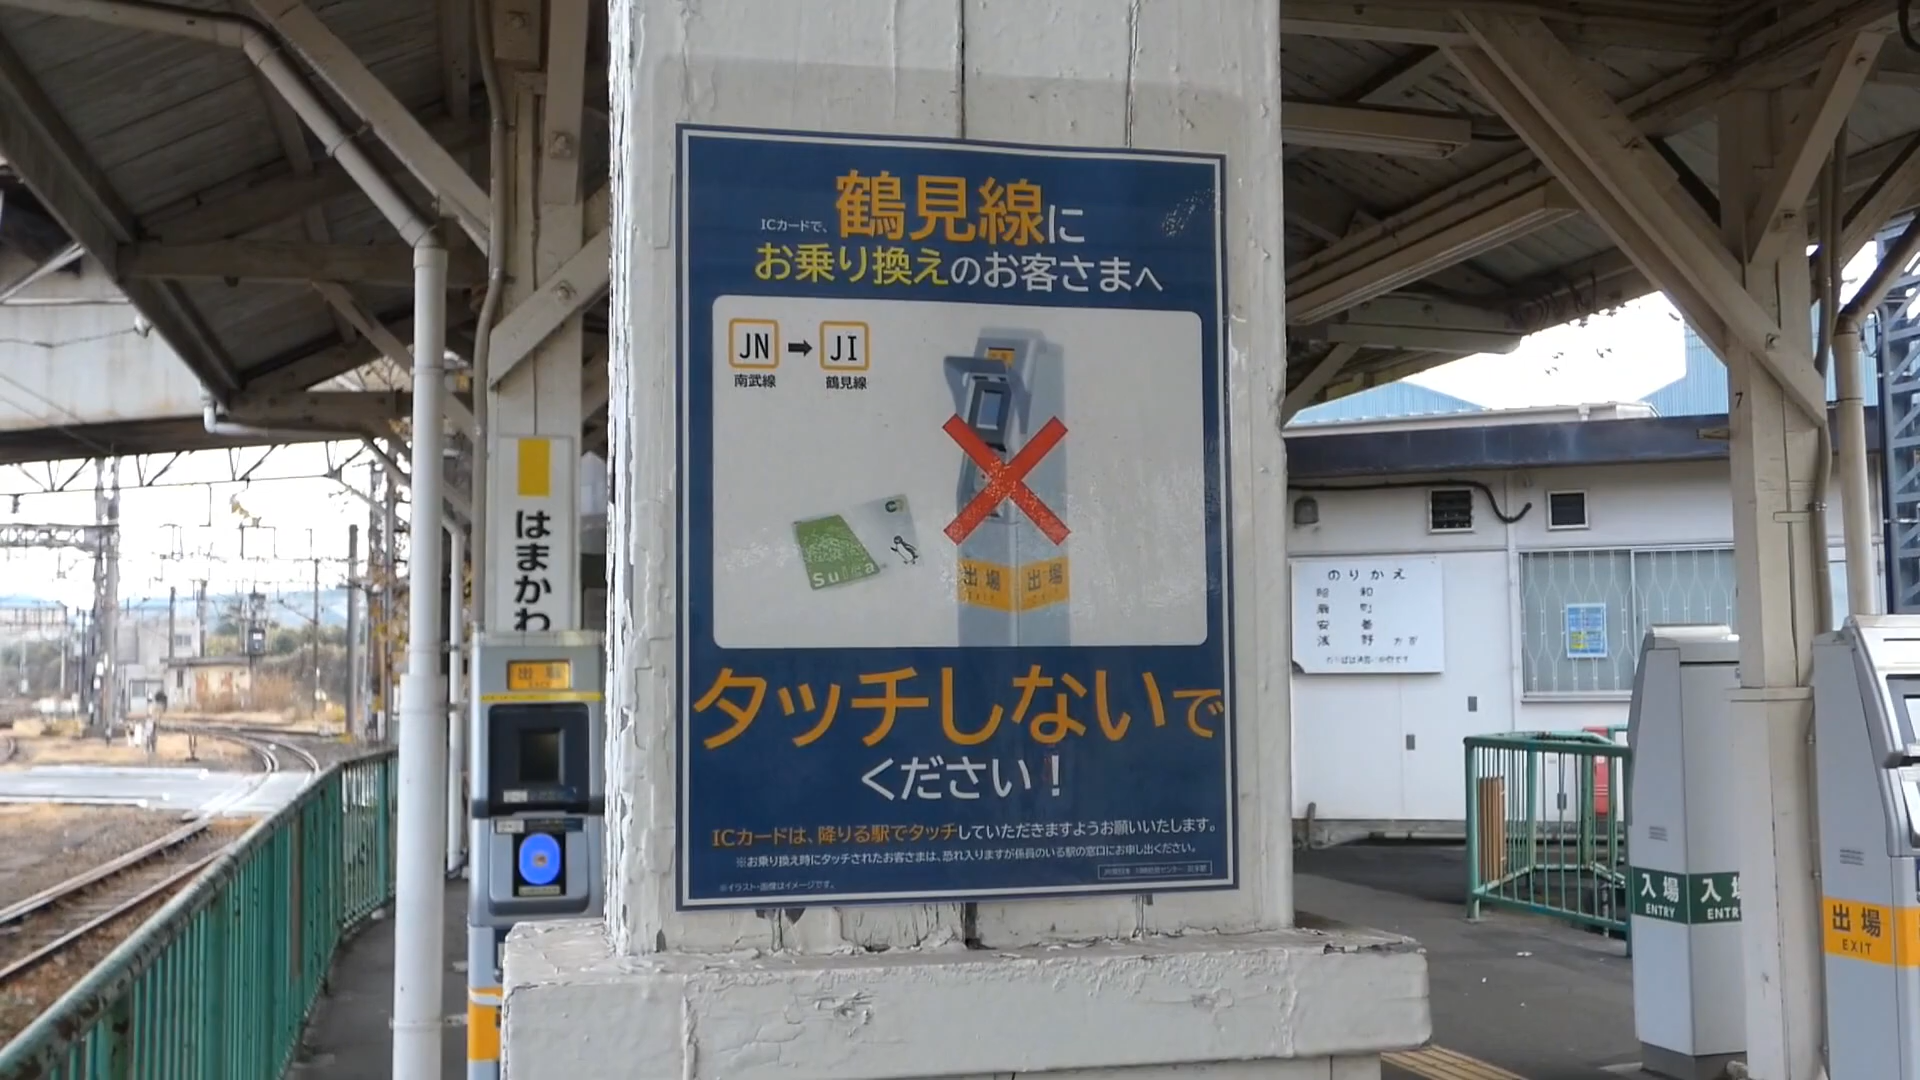 ICカードで、鶴見線に
お乗り換えのお客さまへ
JN → JI
南武線 鶴見線
Suica
出場 出場
タッチしないで
ください！
ICカードは、降りる駅でタッチしていただきますようお願いいたします。
※お乗り換え時にタッチされたお客さまは、恐れ入りますが係員のいる駅の窓口にお申し出ください。
※イラスト・画像はイメージです。
はまかわ
出場
のりかえ
昭和
扇町
安善
浅野 方面
7
入場
ENTRY
入場
ENTRY
出場
EXIT